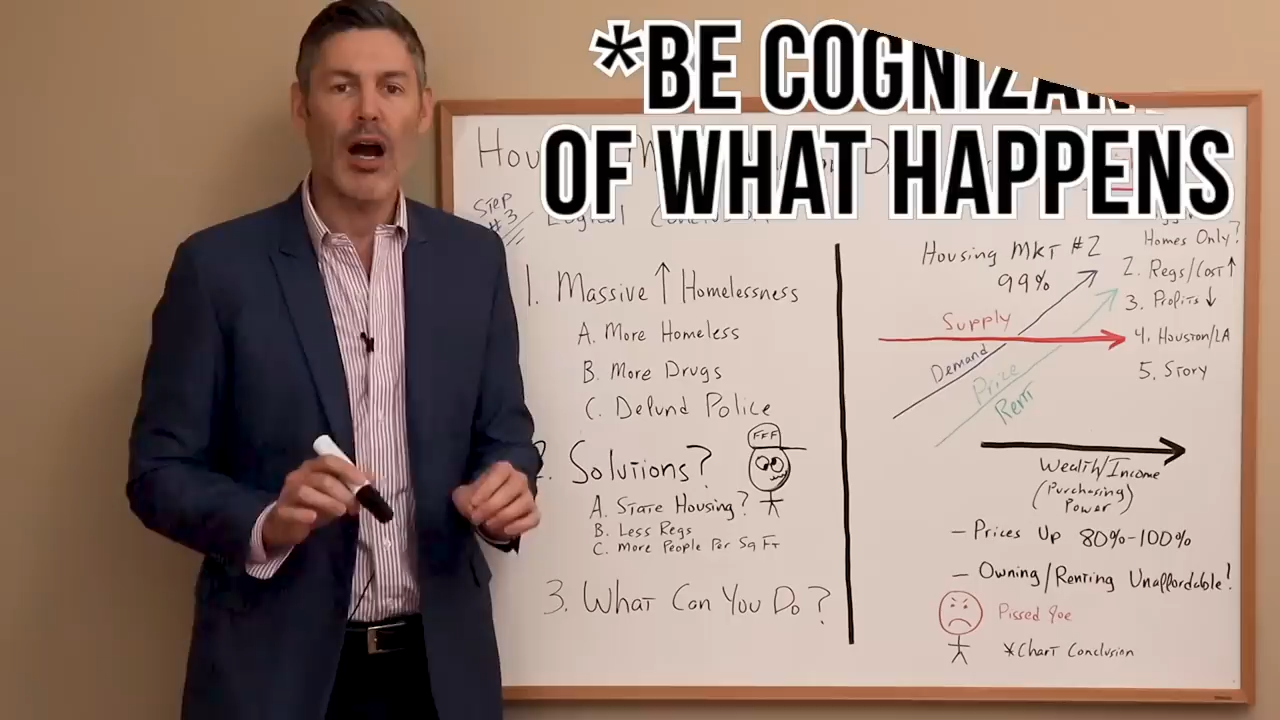 *BE COGNIZAN
OF WHAT HAPPENS
Hou
STEP
#3
Logical
1. Massive ↑ Homelessness
A. More Homeless
B. More Drugs
C. Defund Police
FFF
2. Solutions?
A. State Housing?
B. Less Regs
C. More People Per Sq Ft
3. What Can You Do?
Housing Mkt #2
99%
Supply
Demand
Price
Rent
Homes Only?
2. Regs/Cost ↑
3. Profits ↓
4. Houston/LA
5. Story
Wealth/Income
(Purchasing
Power)
- Prices Up 80%-100%
- Owning/Renting Unaffordable!
Pissed Joe
*Chart Conclusion